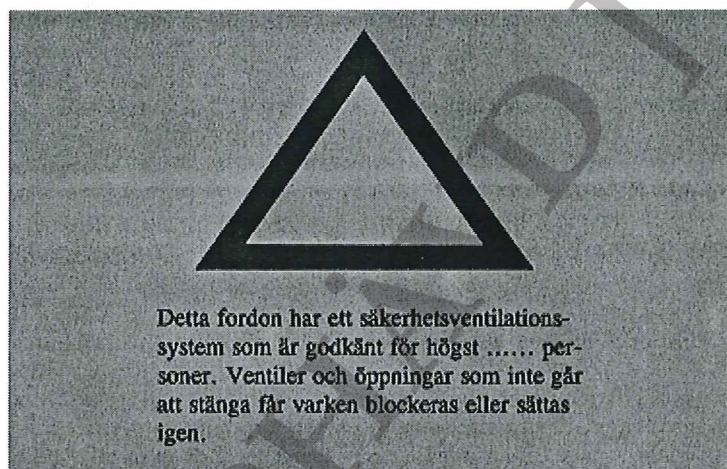 Detta fordon har ett säkerhetsventilations-
system som är godkänt för högst ...... per-
soner. Ventiler och öppningar som inte går
att stänga får varken blockeras eller sättas
igen.